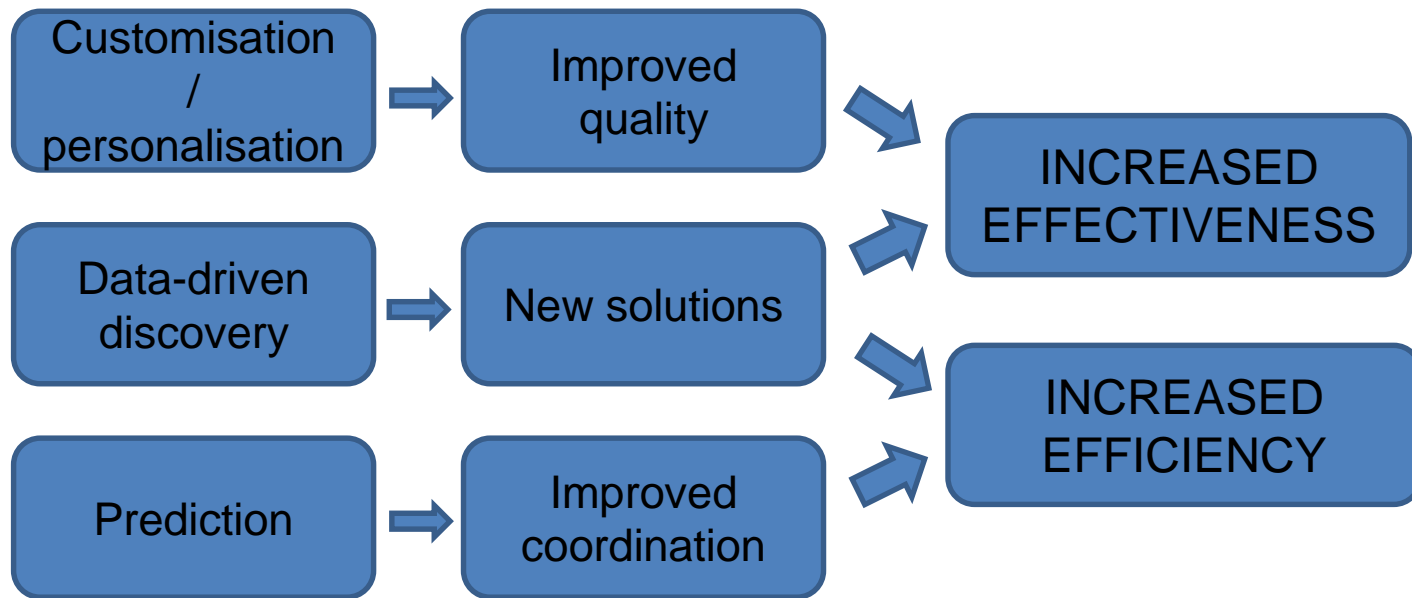 Customisation
/
personalisation
Improved
quality
INCREASED
EFFECTIVENESS
Data-driven
discovery
New solutions
INCREASED
EFFICIENCY
Prediction
Improved
coordination